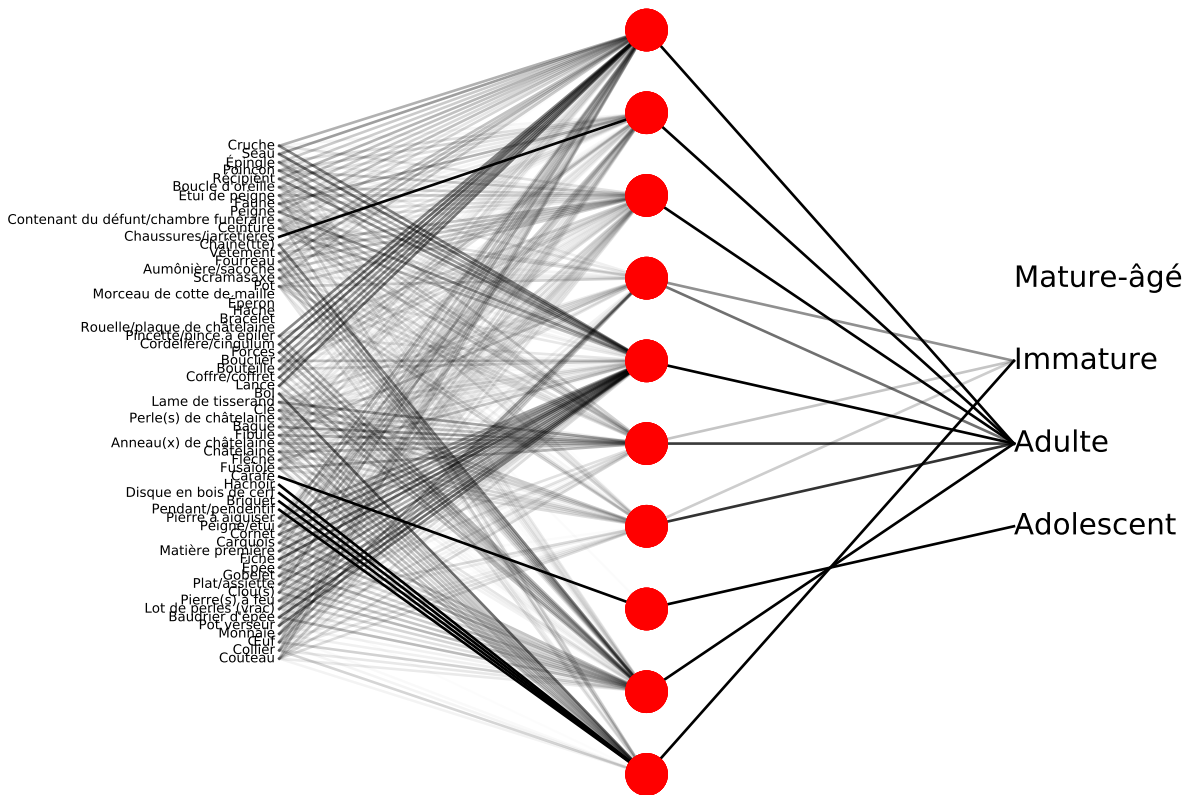 Cruche
Seau
Épingle
Poinçon
Récipient
Boucle d'oreille
Étui de peigne
Faune
Peigne
Contenant du défunt/chambre funéraire
Ceinture
Chaussures/jarretières
Chaîne(tte)
Vêtement
Fourreau
Aumônière/sacoche
Scramasaxe
Pot
Morceau de cotte de maille
Éperon
Hache
Bracelet
Rouelle/plaque de châtelaine
Pincette/pince à épiler
Cordelière/cingulum
Forces
Bouclier
Bouteille
Coffre/coffret
Lance
Bol
Lame de tisserand
Clé
Perle(s) de châtelaine
Bague
Fibule
Anneau(x) de châtelaine
Châtelaine
Flèche
Fusaïole
Carafe
Hachoir
Disque en bois de cerf
Briquet
Pendant/pendentif
Pierre à aiguiser
Peigne/étui
Cornet
Carquois
Matière première
Fiche
Épée
Gobelet
Plat/assiette
Clou(s)
Pierre(s) à feu
Lot de perles (vrac)
Baudrier d'épée
Pot verseur
Monnaie
Œuf
Collier
Couteau
Mature-âgé
Immature
Adulte
Adolescent